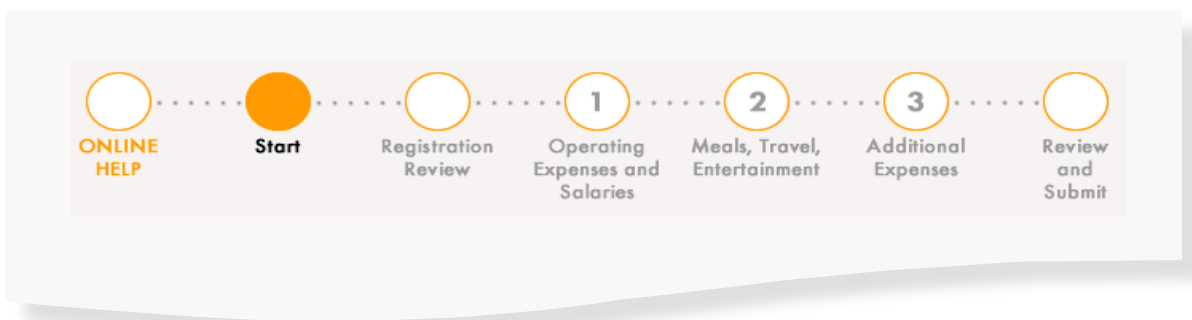 1
2
3
ONLINE
HELP
Start
Registration
Review
Operating
Expenses and
Salaries
Meals, Travel,
Entertainment
Additional
Expenses
Review
and
Submit